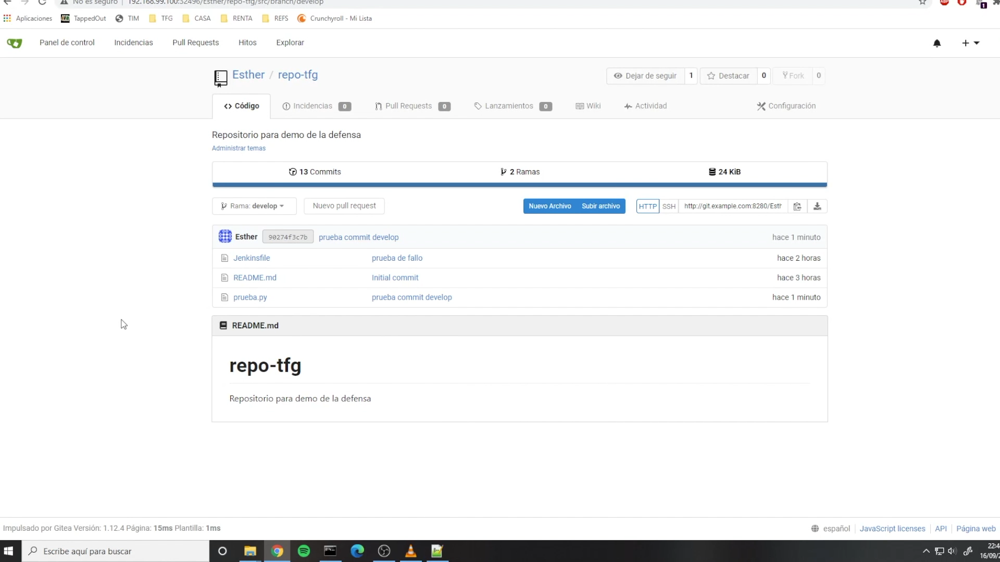 No es seguro 192.168.99.100:32496/Esther/repo-tfg/src/branch/develop
ABP 1
Aplicaciones TappedOut TIM TFG CASA RENTA REFS Crunchyroll - Mi Lista
Panel de control Incidencias Pull Requests Hitos Explorar
Esther / repo-tfg
Dejar de seguir 1 Destacar 0 Fork 0
Código Incidencias 0 Pull Requests 0 Lanzamientos 0 Wiki Actividad Configuración
Repositorio para demo de la defensa
Administrar temas
13 Commits 2 Ramas 24 KiB
Rama: develop Nuevo pull request Nuevo Archivo Subir archivo HTTP SSH http://git.example.com:8280/Esth
Esther 90274f3c7b prueba commit develop hace 1 minuto
Jenkinsfile prueba de fallo hace 2 horas
README.md Initial commit hace 3 horas
prueba.py prueba commit develop hace 1 minuto
README.md
repo-tfg
Repositorio para demo de la defensa
Impulsado por Gitea Versión: 1.12.4 Página: 15ms Plantilla: 1ms español JavaScript licenses API Página web
Escribe aquí para buscar
22:4
16/09/2